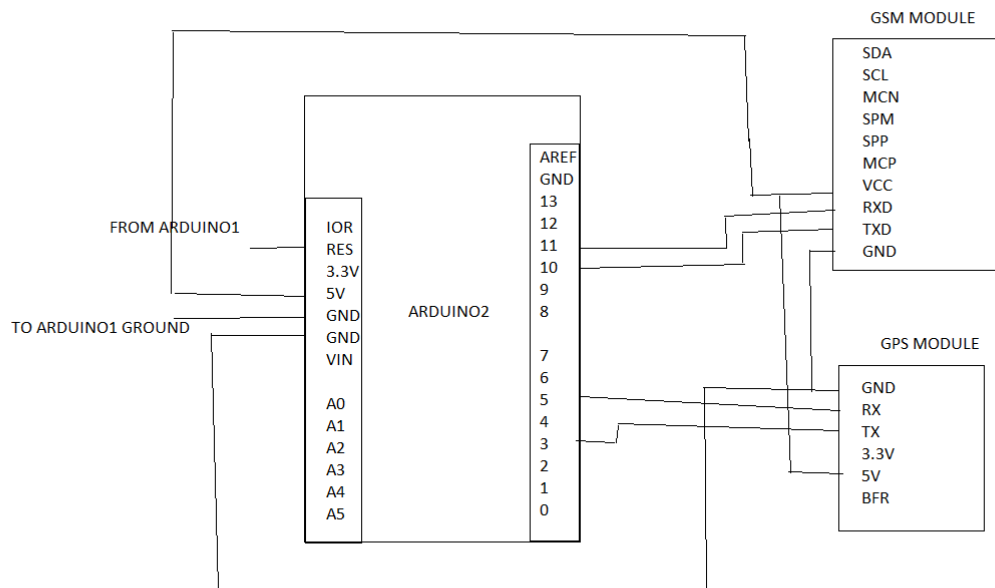 GSM MODULE
SDA
SCL
MCN
SPM
SPP
MCP
VCC
RXD
TXD
GND
FROM ARDUINO1
TO ARDUINO1 GROUND
IOR
RES
3.3V
5V
GND
GND
VIN
A0
A1
A2
A3
A4
A5
ARDUINO2
AREF
GND
13
12
11
10
9
8
7
6
5
4
3
2
1
0
GPS MODULE
GND
RX
TX
3.3V
5V
BFR